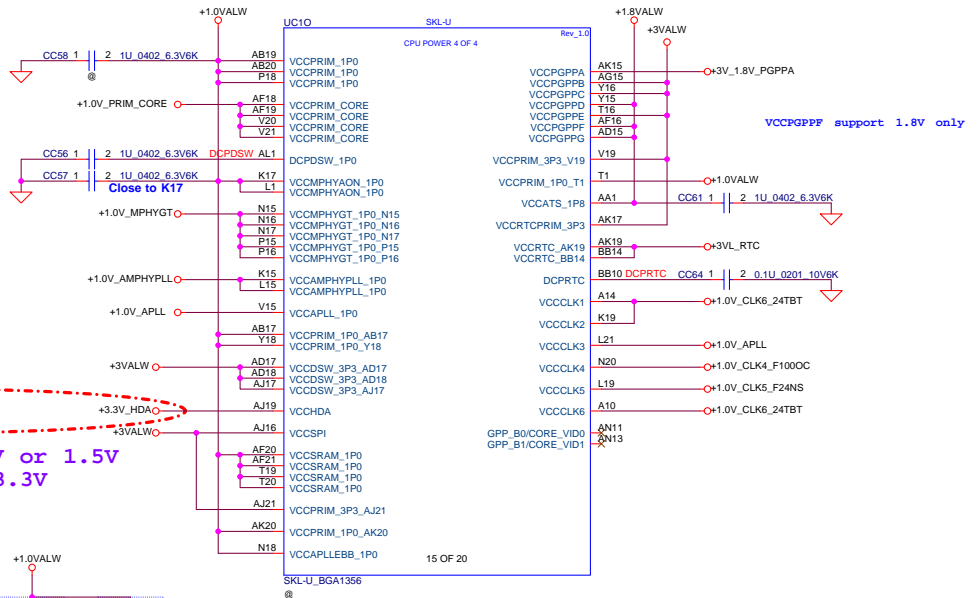 +1.0VALW
UC1O
SKL-U
Rev_1.0
CPU POWER 4 OF 4
+1.8VALW
+3VALW
CC58 1 2 1U_0402_6.3V6K
@
AB19 VCCPRIM_1P0
AB20 VCCPRIM_1P0
P18 VCCPRIM_1P0
+1.0V_PRIM_CORE
AF18 VCCPRIM_CORE
AF19 VCCPRIM_CORE
V20 VCCPRIM_CORE
V21 VCCPRIM_CORE
CC56 1 2 1U_0402_6.3V6K DCPDSW AL1 DCPDSW_1P0
CC57 1 2 1U_0402_6.3V6K
Close to K17
K17 VCCMPHYAON_1P0
L1 VCCMPHYAON_1P0
+1.0V_MPHYGT
N15 VCCMPHYGT_1P0_N15
N16 VCCMPHYGT_1P0_N16
N17 VCCMPHYGT_1P0_N17
P15 VCCMPHYGT_1P0_P15
P16 VCCMPHYGT_1P0_P16
+1.0V_AMPHYPLL
K15 VCCAMPHYPLL_1P0
L15 VCCAMPHYPLL_1P0
+1.0V_APLL
V15 VCCAPLL_1P0
AB17 VCCPRIM_1P0_AB17
Y18 VCCPRIM_1P0_Y18
+3VALW
AD17 VCCDSW_3P3_AD17
AD18 VCCDSW_3P3_AD18
AJ17 VCCDSW_3P3_AJ17
+3.3V_HDA
AJ19 VCCHDA
+3VALW
AJ16 VCCSPI
AF20 VCCSRAM_1P0
AF21 VCCSRAM_1P0
T19 VCCSRAM_1P0
T20 VCCSRAM_1P0
AJ21 VCCPRIM_3P3_AJ21
AK20 VCCPRIM_1P0_AK20
N18 VCCAPLLEBB_1P0
VCCPGPPA AK15 +3V_1.8V_PGPPA
VCCPGPPB AG15
VCCPGPPC Y16
VCCPGPPD Y15
VCCPGPPE T16
VCCPGPPF AF16
VCCPGPPG AD15
VCCPGPPF support 1.8V only
VCCPRIM_3P3_V19 V19
VCCPRIM_1P0_T1 T1 +1.0VALW
VCCATS_1P8 AA1 CC61 1 2 1U_0402_6.3V6K
VCCRTCPRIM_3P3 AK17
VCCRTC_AK19 AK19 +3VL_RTC
VCCRTC_BB14 BB14
DCPRTC BB10 DCPRTC CC64 1 2 0.1U_0201_10V6K
VCCCLK1 A14 +1.0V_CLK6_24TBT
VCCCLK2 K19
VCCCLK3 L21 +1.0V_APLL
VCCCLK4 N20 +1.0V_CLK4_F100OC
VCCCLK5 L19 +1.0V_CLK5_F24NS
VCCCLK6 A10 +1.0V_CLK6_24TBT
GPP_B0/CORE_VID0 AN11
GPP_B1/CORE_VID1 AN13
or 1.5V
3.3V
15 OF 20
SKL-U_BGA1356
@
+1.0VALW